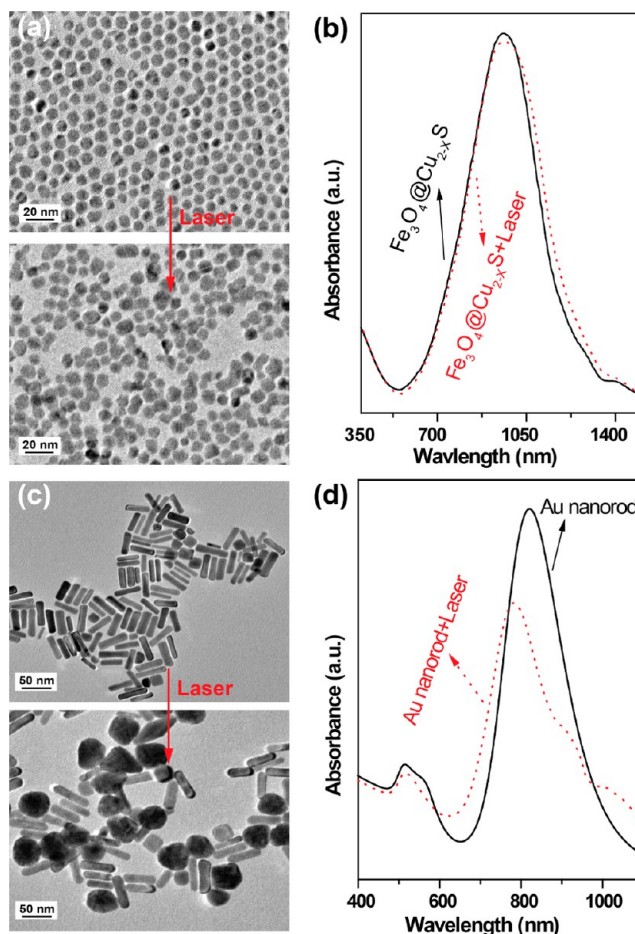 (a)
20 nm
Laser
20 nm
(b)
Absorbance (a.u.)
Fe₃O₄@Cu₂₋ₓS
Fe₃O₄@Cu₂₋ₓS+Laser
350 700 1050 1400
Wavlength (nm)
(c)
50 nm
Laser
50 nm
(d)
Absorbance (a.u.)
Au nanorod
Au nanorod+Laser
400 600 800 1000
Wavelength (nm)